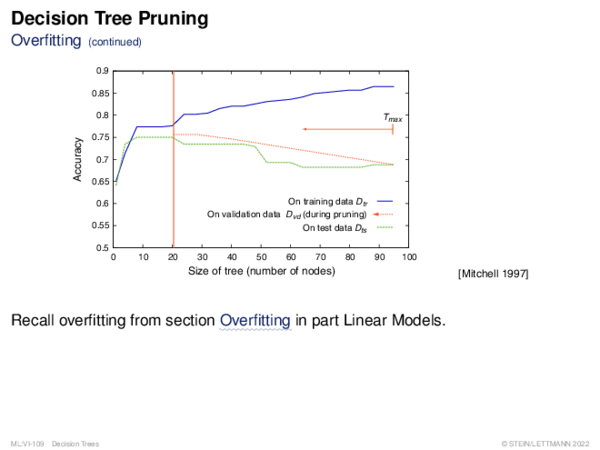 Decision Tree Pruning
Overfitting (continued)
0.9
0.85
0.8
0.75
0.7
0.65
0.6
0.55
0.5
Accuracy
T_max
On training data D_tr
On validation data D_vd (during pruning)
On test data D_ts
0 10 20 30 40 50 60 70 80 90 100
Size of tree (number of nodes)
[Mitchell 1997]
Recall overfitting from section Overfitting in part Linear Models.
ML:VI-109 Decision Trees © STEIN/LETTMANN 2022